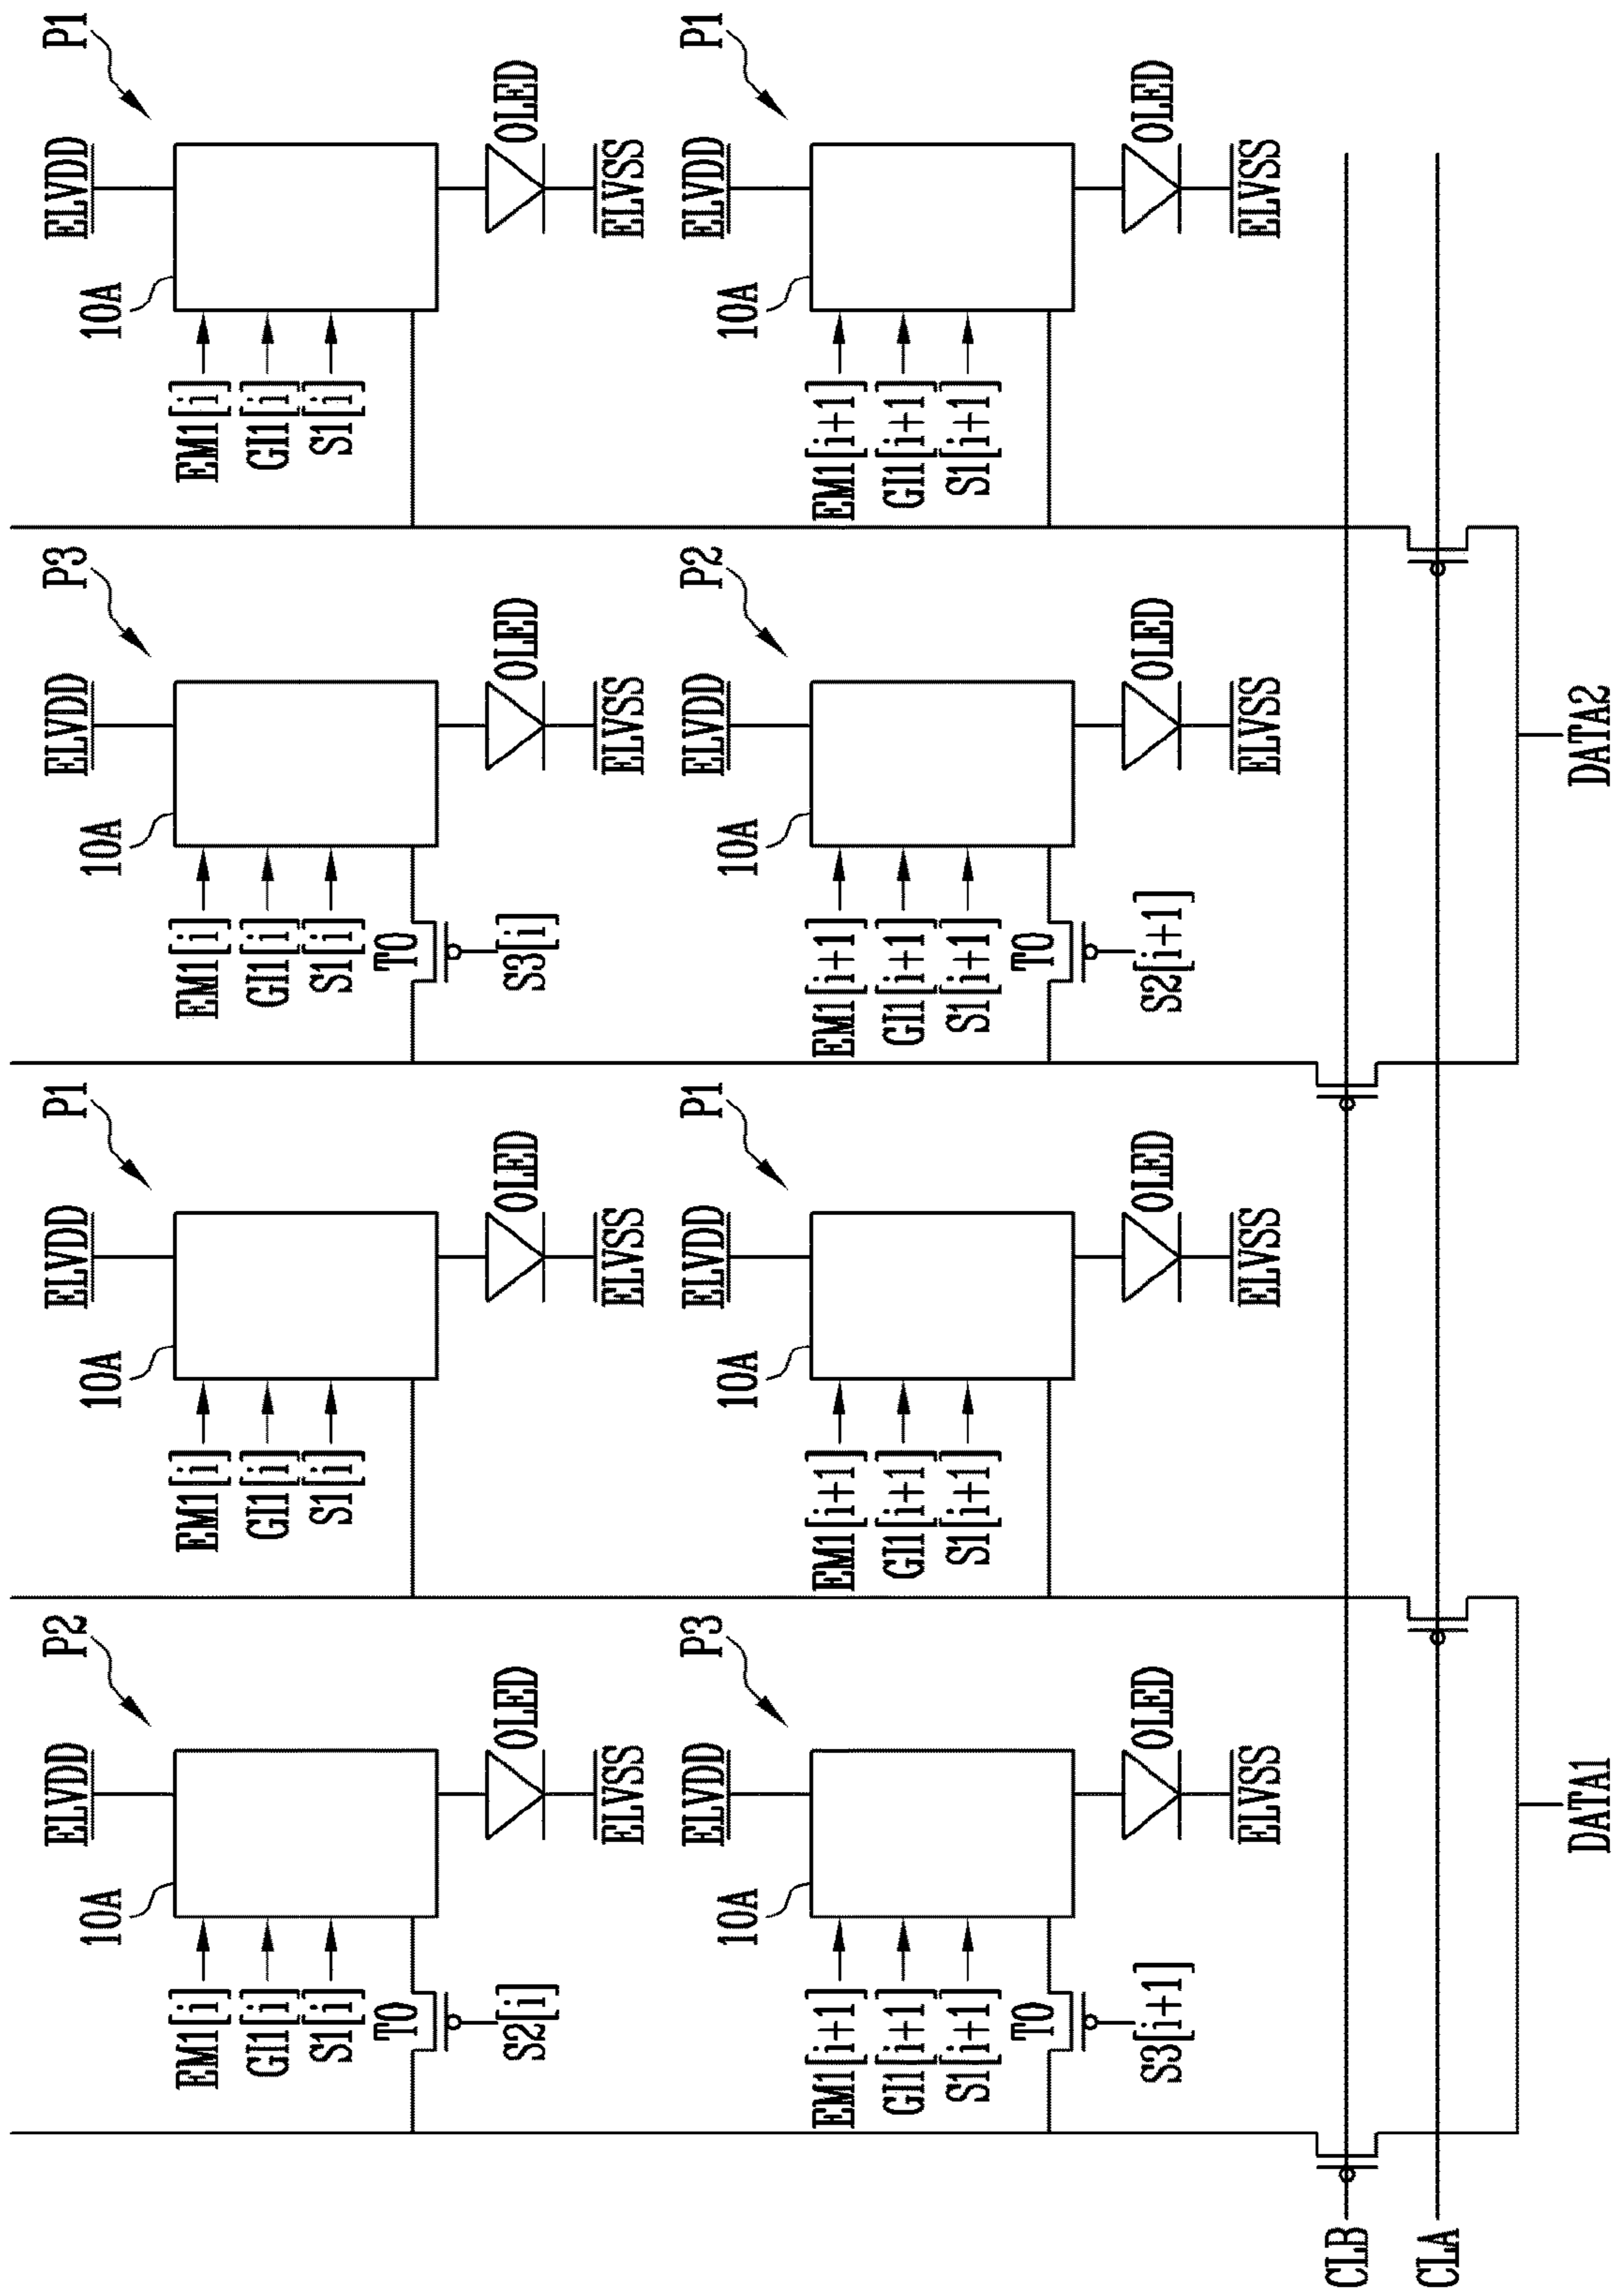 ELVDD P2 ELVDD P1 ELVDD P3 ELVDD P1
10A 10A 10A 10A
EM1[i] EM1[i] EM1[i] EM1[i]
GI1[i] GI1[i] GI1[i] GI1[i]
S1[i] S1[i] S1[i] S1[i]
T0 T0
S2[i] OLED OLED S3[i] OLED OLED
ELVSS ELVSS ELVSS ELVSS
ELVDD P3 ELVDD P1 ELVDD P2 ELVDD P1
10A 10A 10A 10A
EM1[i+1] EM1[i+1] EM1[i+1] EM1[i+1]
GI1[i+1] GI1[i+1] GI1[i+1] GI1[i+1]
S1[i+1] S1[i+1] S1[i+1] S1[i+1]
T0 T0
S3[i+1] OLED OLED S2[i+1] OLED OLED
ELVSS ELVSS ELVSS ELVSS
CLB
CLA
DATA1 DATA2